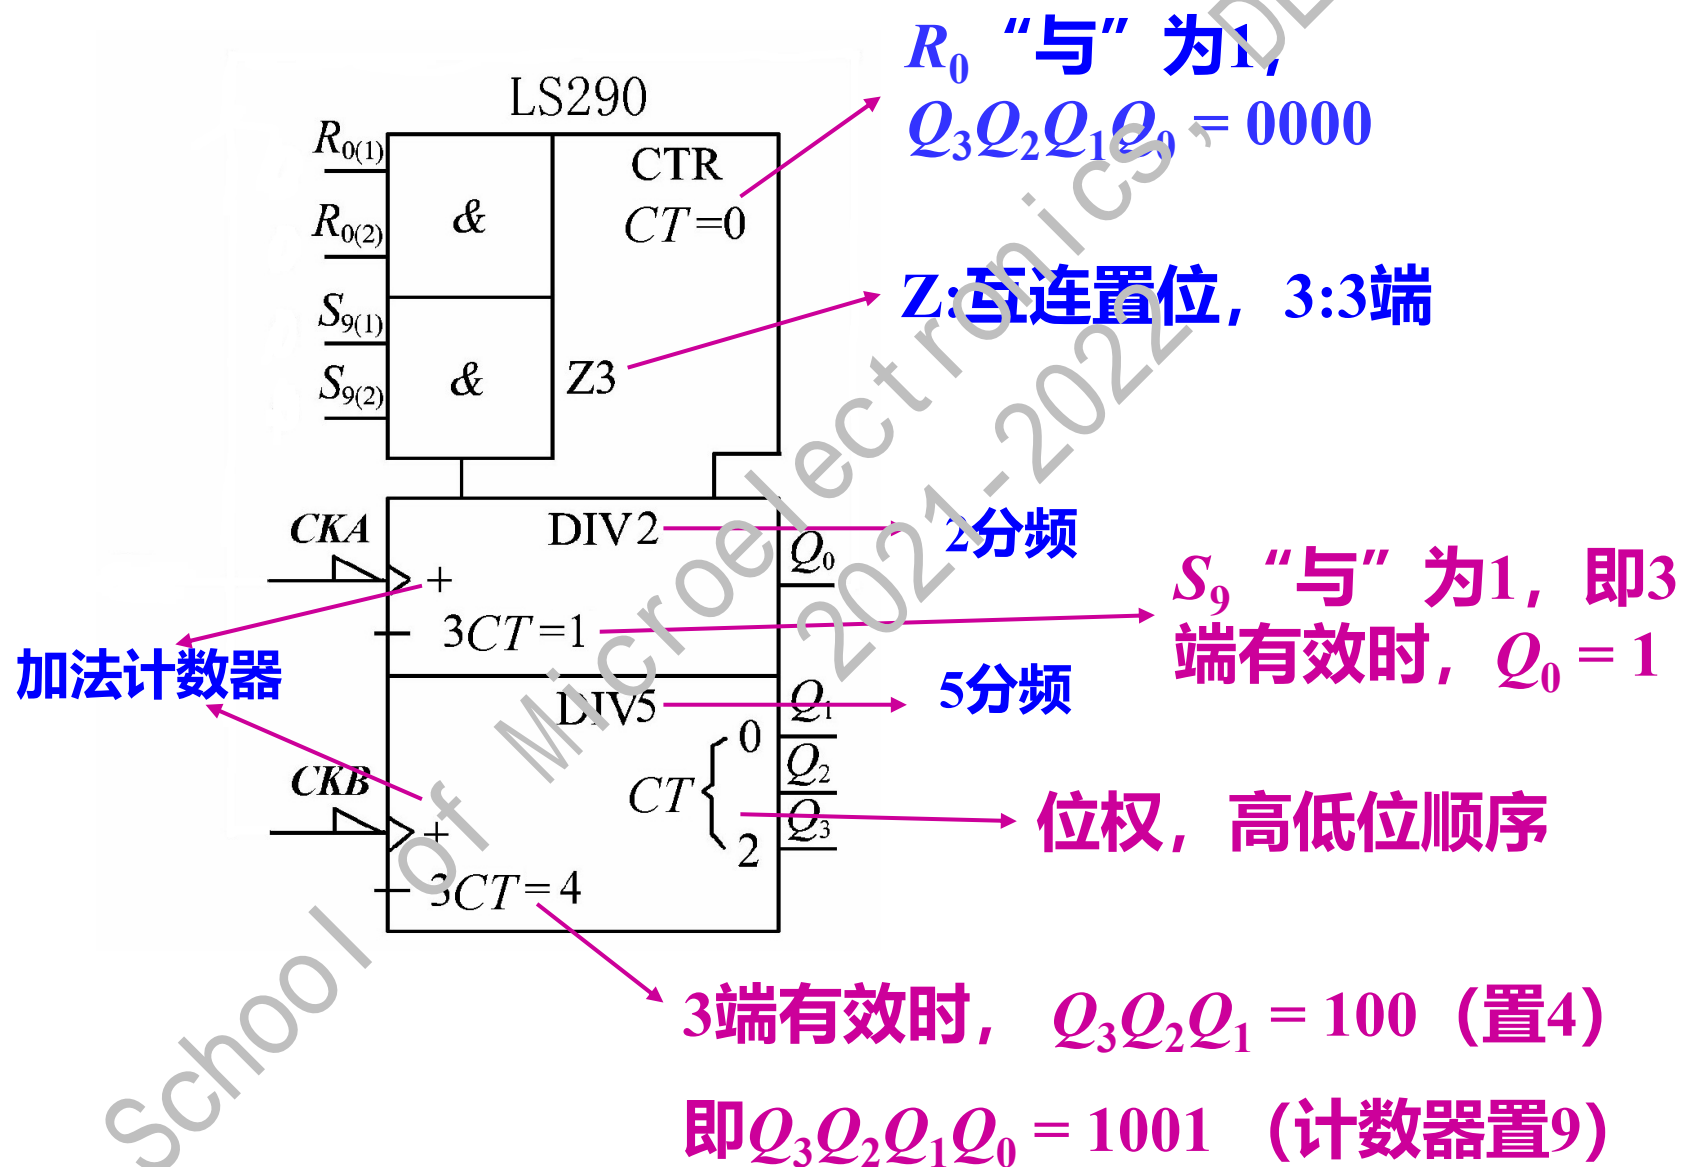 R0 “与” 为1,
Q3Q2Q1Q0 = 0000
LS290
R0(1)
CTR
R0(2)
&
CT=0
S9(1)
Z:互连置位，3:3端
S9(2)
&
Z3
CKA
DIV2
Q0
2分频
+
3CT=1
S9 “与” 为1，即3
端有效时，Q0 = 1
加法计数器
DIV5
Q1
5分频
0
CKB
CT
Q2
Q3
位权，高低位顺序
+
2
3CT=4
3端有效时， Q3Q2Q1 = 100（置4）
即Q3Q2Q1Q0 = 1001 （计数器置9）
School of Microelectronics,
2021-2022